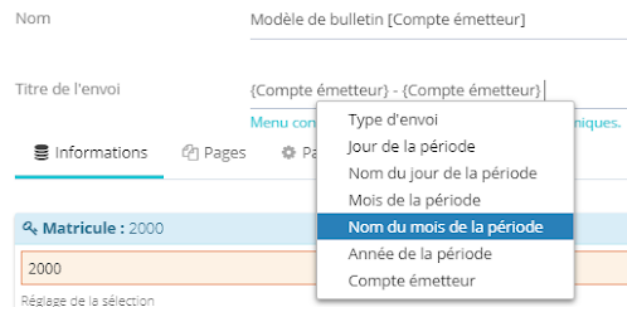 Nom Modèle de bulletin [Compte émetteur]
Titre de l'envoi {Compte émetteur} - {Compte émetteur}
Menu con niques.
Type d'envoi
Jour de la période
Nom du jour de la période
Mois de la période
Nom du mois de la période
Année de la période
Compte émetteur
Informations Pages Pa
Matricule : 2000
2000
Réglage de la sélection